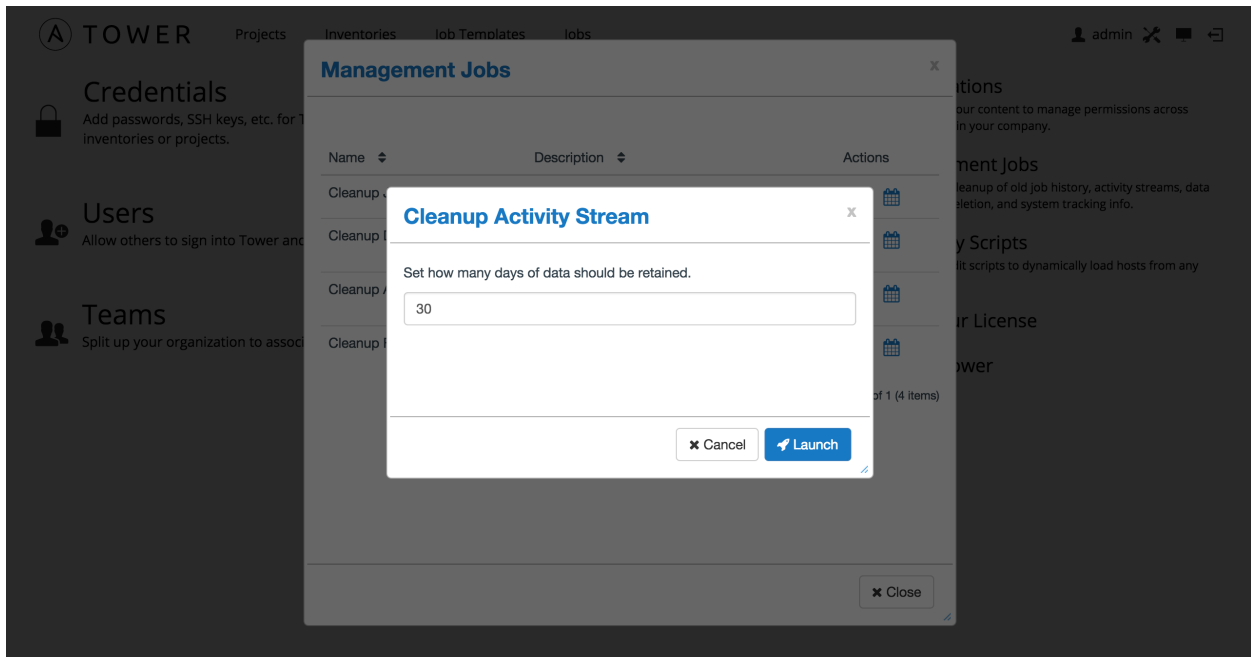 TOWER Projects Inventories Job Templates Jobs admin
Management Jobs x
Credentials
Add passwords, SSH keys, etc. for
inventories or projects.
Users
Allow others to sign into Tower and
Teams
Split up your organization to
Name Description Actions
Cleanup
Cleanup
Cleanup
Cleanup
of 1 (4 items)
Cleanup Activity Stream x
Set how many days of data should be retained.
30
Cancel Launch
Close
our content to manage permissions across
in your company.
ment Jobs
leanup of old job history, activity streams, data
eletion, and system tracking info.
y Scripts
dit scripts to dynamically load hosts from any
ur License
ower